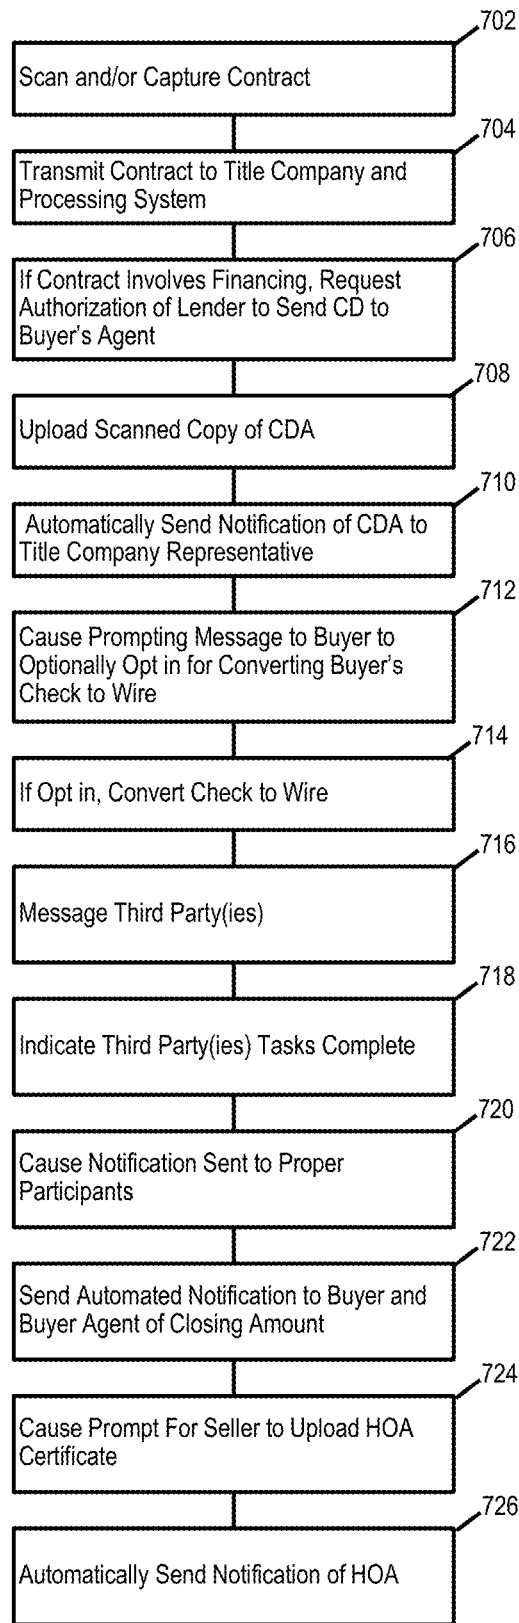 702
Scan and/or Capture Contract
704
Transmit Contract to Title Company and
Processing System
706
If Contract Involves Financing, Request
Authorization of Lender to Send CD to
Buyer's Agent
708
Upload Scanned Copy of CDA
710
Automatically Send Notification of CDA to
Title Company Representative
712
Cause Prompting Message to Buyer to
Optionally Opt in for Converting Buyer's
Check to Wire
714
If Opt in, Convert Check to Wire
716
Message Third Party(ies)
718
Indicate Third Party(ies) Tasks Complete
720
Cause Notification Sent to Proper
Participants
722
Send Automated Notification to Buyer and
Buyer Agent of Closing Amount
724
Cause Prompt For Seller to Upload HOA
Certificate
726
Automatically Send Notification of HOA